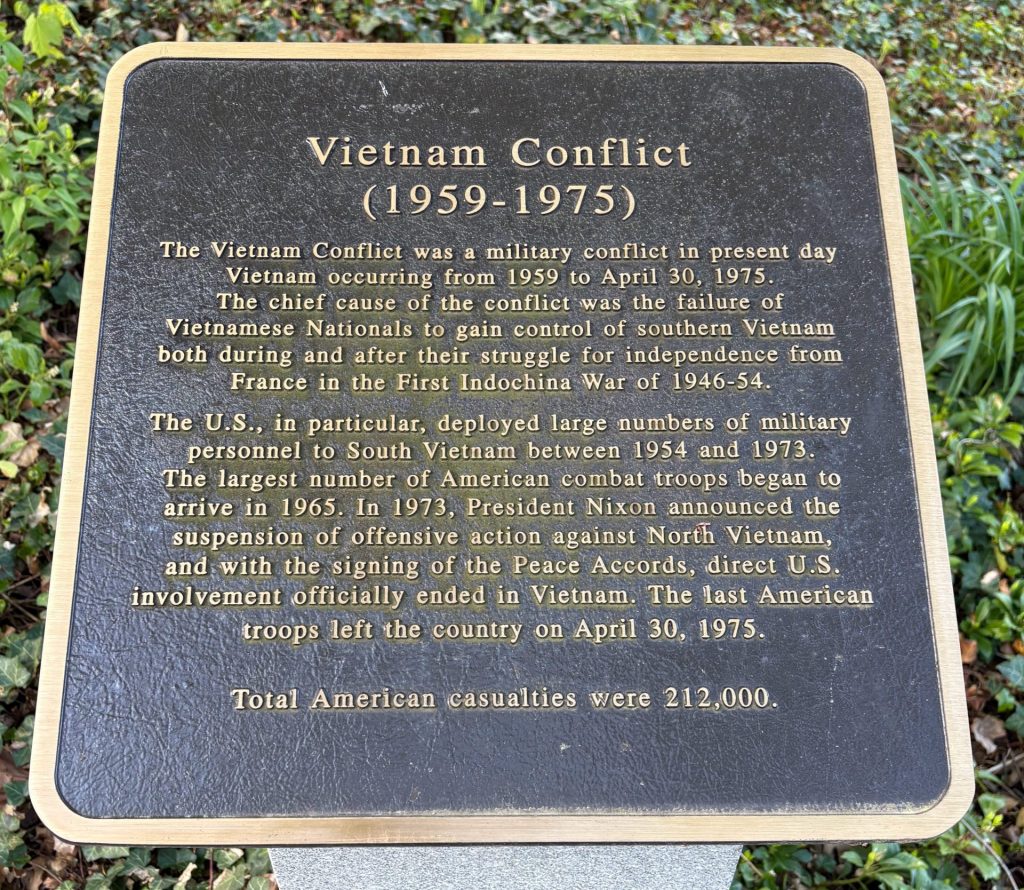 Vietnam Conflict
(1959-1975)
The Vietnam Conflict was a military conflict in present day
Vietnam occurring from 1959 to April 30, 1975.
The chief cause of the conflict was the failure of
Vietnamese Nationals to gain control of southern Vietnam
both during and after their struggle for independence from
France in the First Indochina War of 1946-54.
The U.S., in particular, deployed large numbers of military
personnel to South Vietnam between 1954 and 1973.
The largest number of American combat troops began to
arrive in 1965. In 1973, President Nixon announced the
suspension of offensive action against North Vietnam,
and with the signing of the Peace Accords, direct U.S.
involvement officially ended in Vietnam. The last American
troops left the country on April 30, 1975.
Total American casualties were 212,000.